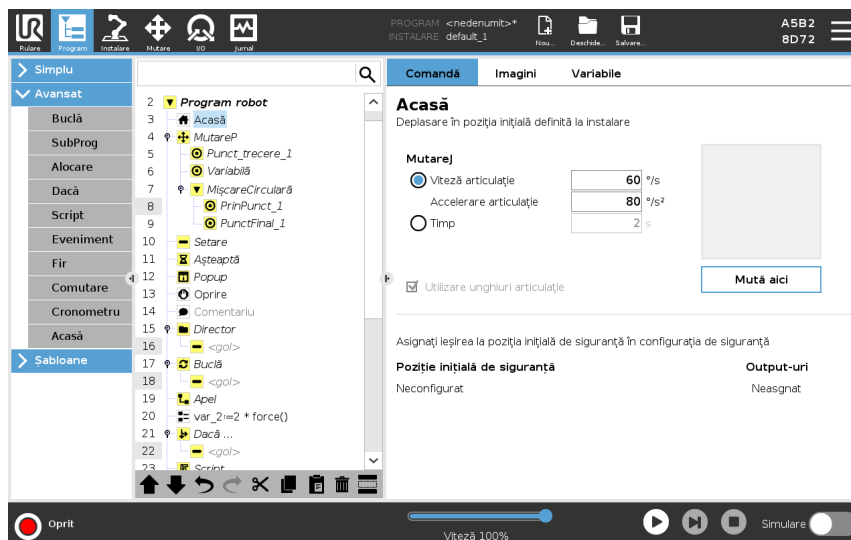 PROGRAM <nedenumit>*
INSTALARE default_1
A5B2
8D72
Rulare Program Instalare Mutare I/O Jurnal Nou... Deschide... Salvare...
Simplu
Avansat
Buclă
SubProg
Alocare
Dacă
Script
Eveniment
Fir
Comutare
Cronometru
Acasă
Șabloane
2 Program robot
3 Acasă
4 MutareP
5 Punct_trecere_1
6 Variabilă
7 MișcareCirculară
8 PrinPunct_1
9 PunctFinal_1
10 Setare
11 Așteaptă
12 Popup
13 Oprire
14 Comentariu
15 Director
16 <gol>
17 Buclă
18 <gol>
19 Apel
20 var_2≔2 * force()
21 Dacă ...
22 <gol>
23 Script
Comandă Imagini Variabile
Acasă
Deplasare în poziția inițială definită la instalare
MutareJ
Viteză articulație 60 °/s
Accelerare articulație 80 °/s²
Timp 2 s
Utilizare unghiuri articulație
Mută aici
Asignați ieșirea la poziția inițială de siguranță în configurația de siguranță
Poziție inițială de siguranță Output-uri
Neconfigurat Neasgnat
Oprit
Viteză 100%
Simulare